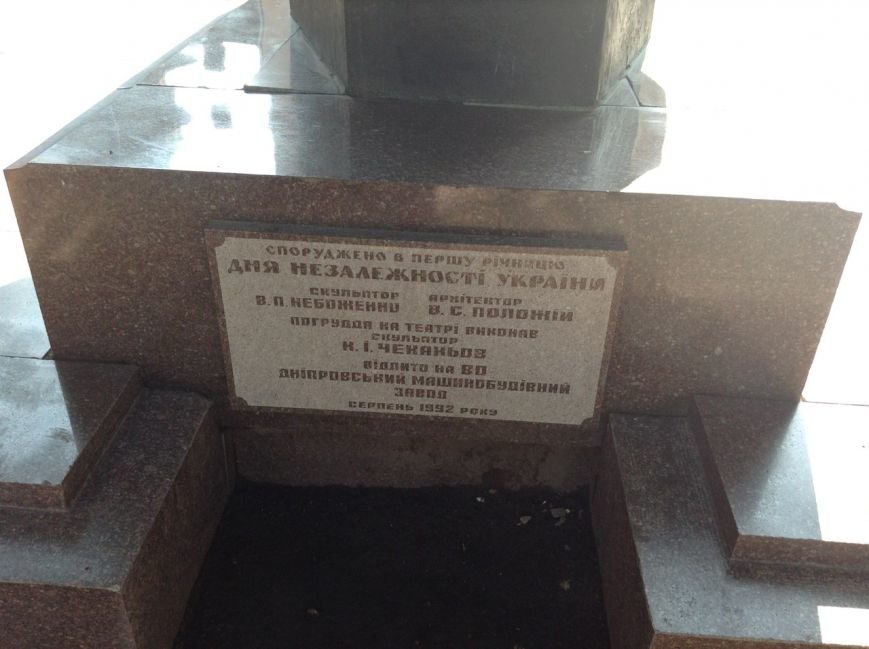 СПОРУДЖЕНО В ПЕРШУ РІЧНИЦЮ
ДНЯ НЕЗАЛЕЖНОСТІ УКРАЇНИ
СКУЛЬПТОР АРХІТЕКТОР
В. П. НЕБОЖЕНКО В. С. ПОЛОЖІЙ
ПОГРУДДЯ НА ТЕАТРІ ВИКОНАВ
СКУЛЬПТОР
К. І. ЧЕКАНЬОВ
ВІДЛИТО НА ВО
ДНІПРОВСЬКИЙ МАШИНОБУДІВНИЙ
ЗАВОД
СЕРПЕНЬ 1992 РОКУ